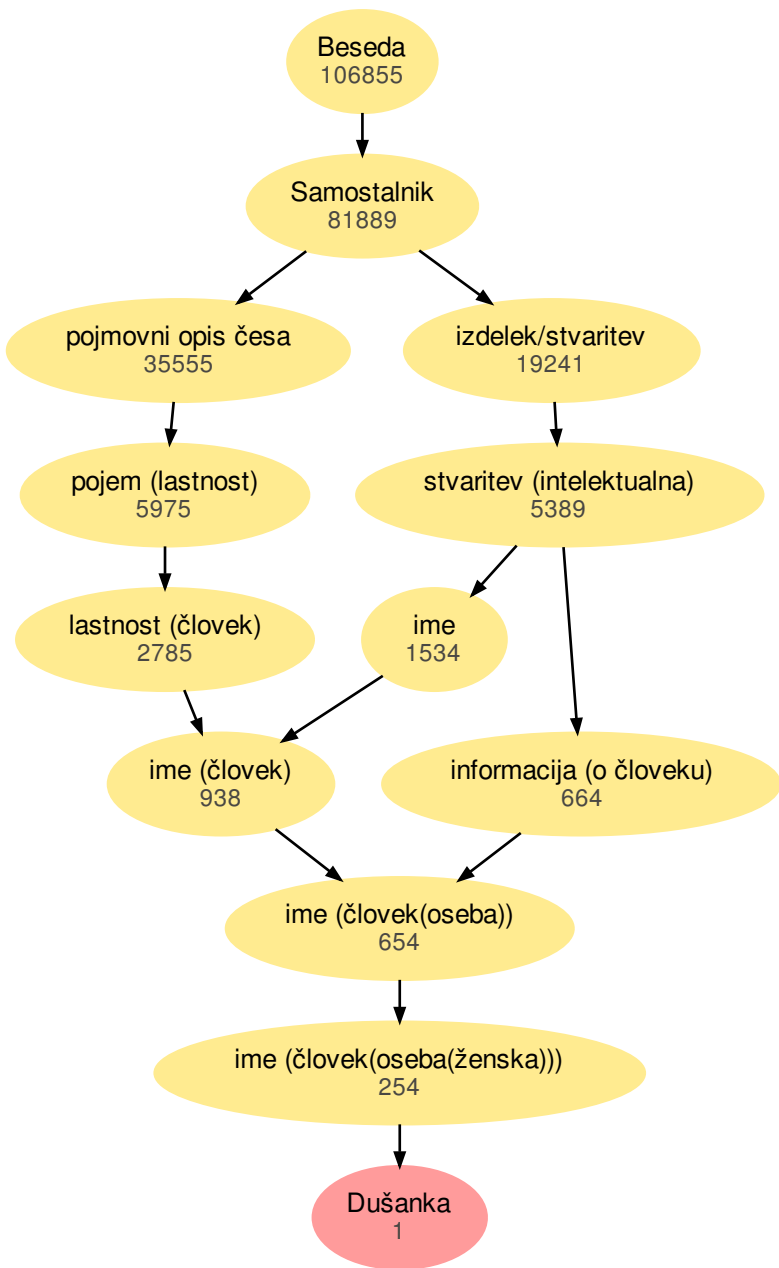 Beseda
106855
Samostalnik
81889
pojmovni opis česa
35555
izdelek/stvaritev
19241
pojem (lastnost)
5975
stvaritev (intelektualna)
5389
lastnost (človek)
2785
ime
1534
ime (človek)
938
informacija (o človeku)
664
ime (človek(oseba))
654
ime (človek(oseba(ženska)))
254
Dušanka
1